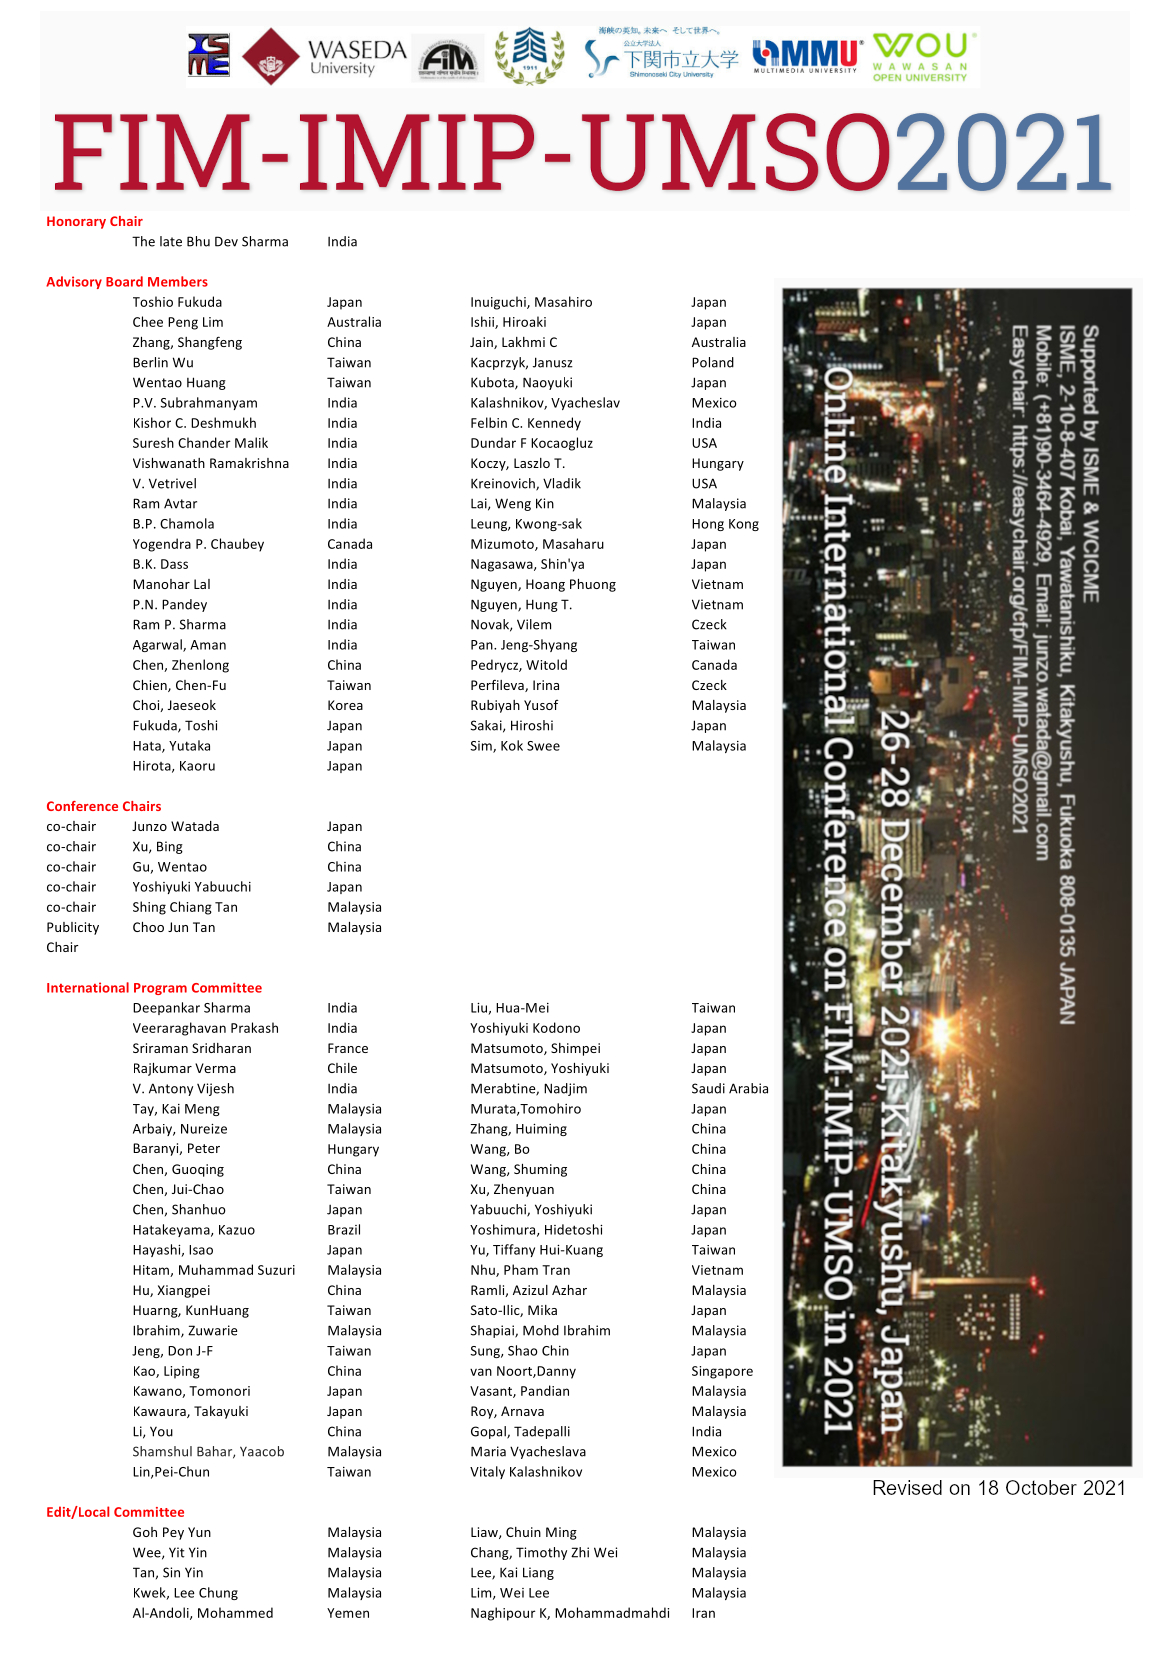 ISME
WASEDA
University
FIM
1911
海峡の英知。未来へ そして世界へ。
公立大学法人
下関市立大学
Shimonoseki City University
MMU
MULTIMEDIA UNIVERSITY
WOU
WAWASAN
OPEN UNIVERSITY
FIM-IMIP-UMSO2021
Honorary Chair
The late Bhu Dev Sharma India
Advisory Board Members
Toshio Fukuda Japan Inuiguchi, Masahiro Japan
Chee Peng Lim Australia Ishii, Hiroaki Japan
Zhang, Shangfeng China Jain, Lakhmi C Australia
Berlin Wu Taiwan Kacprzyk, Janusz Poland
Wentao Huang Taiwan Kubota, Naoyuki Japan
P.V. Subrahmanyam India Kalashnikov, Vyacheslav Mexico
Kishor C. Deshmukh India Felbin C. Kennedy India
Suresh Chander Malik India Dundar F Kocaogluz USA
Vishwanath Ramakrishna India Koczy, Laszlo T. Hungary
V. Vetrivel India Kreinovich, Vladik USA
Ram Avtar India Lai, Weng Kin Malaysia
B.P. Chamola India Leung, Kwong-sak Hong Kong
Yogendra P. Chaubey Canada Mizumoto, Masaharu Japan
B.K. Dass India Nagasawa, Shin'ya Japan
Manohar Lal India Nguyen, Hoang Phuong Vietnam
P.N. Pandey India Nguyen, Hung T. Vietnam
Ram P. Sharma India Novak, Vilem Czeck
Agarwal, Aman India Pan. Jeng-Shyang Taiwan
Chen, Zhenlong China Pedrycz, Witold Canada
Chien, Chen-Fu Taiwan Perfileva, Irina Czeck
Choi, Jaeseok Korea Rubiyah Yusof Malaysia
Fukuda, Toshi Japan Sakai, Hiroshi Japan
Hata, Yutaka Japan Sim, Kok Swee Malaysia
Hirota, Kaoru Japan
Conference Chairs
co-chair Junzo Watada Japan
co-chair Xu, Bing China
co-chair Gu, Wentao China
co-chair Yoshiyuki Yabuuchi Japan
co-chair Shing Chiang Tan Malaysia
Publicity Choo Jun Tan Malaysia
Chair
International Program Committee
Deepankar Sharma India Liu, Hua-Mei Taiwan
Veeraraghavan Prakash India Yoshiyuki Kodono Japan
Sriraman Sridharan France Matsumoto, Shimpei Japan
Rajkumar Verma Chile Matsumoto, Yoshiyuki Japan
V. Antony Vijesh India Merabtine, Nadjim Saudi Arabia
Tay, Kai Meng Malaysia Murata,Tomohiro Japan
Arbaiy, Nureize Malaysia Zhang, Huiming China
Baranyi, Peter Hungary Wang, Bo China
Chen, Guoqing China Wang, Shuming China
Chen, Jui-Chao Taiwan Xu, Zhenyuan China
Chen, Shanhuo Japan Yabuuchi, Yoshiyuki Japan
Hatakeyama, Kazuo Brazil Yoshimura, Hidetoshi Japan
Hayashi, Isao Japan Yu, Tiffany Hui-Kuang Taiwan
Hitam, Muhammad Suzuri Malaysia Nhu, Pham Tran Vietnam
Hu, Xiangpei China Ramli, Azizul Azhar Malaysia
Huarng, KunHuang Taiwan Sato-Ilic, Mika Japan
Ibrahim, Zuwarie Malaysia Shapiai, Mohd Ibrahim Malaysia
Jeng, Don J-F Taiwan Sung, Shao Chin Japan
Kao, Liping China van Noort,Danny Singapore
Kawano, Tomonori Japan Vasant, Pandian Malaysia
Kawaura, Takayuki Japan Roy, Arnava Malaysia
Li, You China Gopal, Tadepalli India
Shamshul Bahar, Yaacob Malaysia Maria Vyacheslava Mexico
Lin,Pei-Chun Taiwan Vitaly Kalashnikov Mexico
Edit/Local Committee
Goh Pey Yun Malaysia Liaw, Chuin Ming Malaysia
Wee, Yit Yin Malaysia Chang, Timothy Zhi Wei Malaysia
Tan, Sin Yin Malaysia Lee, Kai Liang Malaysia
Kwek, Lee Chung Malaysia Lim, Wei Lee Malaysia
Al-Andoli, Mohammed Yemen Naghipour K, Mohammadmahdi Iran
Supported by ISME & WCICME
ISME, 2-10-8-407 Kobai, Yawatanishiku, Kitakyushu, Fukuoka 808-0135 JAPAN
Mobile: (+81)90-3464-4929, Email: junzo.watada@gmail.com
Easychair: https://easychair.org/cfp/FIM-IMIP-UMSO2021
26-28 December 2021, Kitakyushu, Japan
Online International Conference on FIM-IMIP-UMSO in 2021
Revised on 18 October 2021